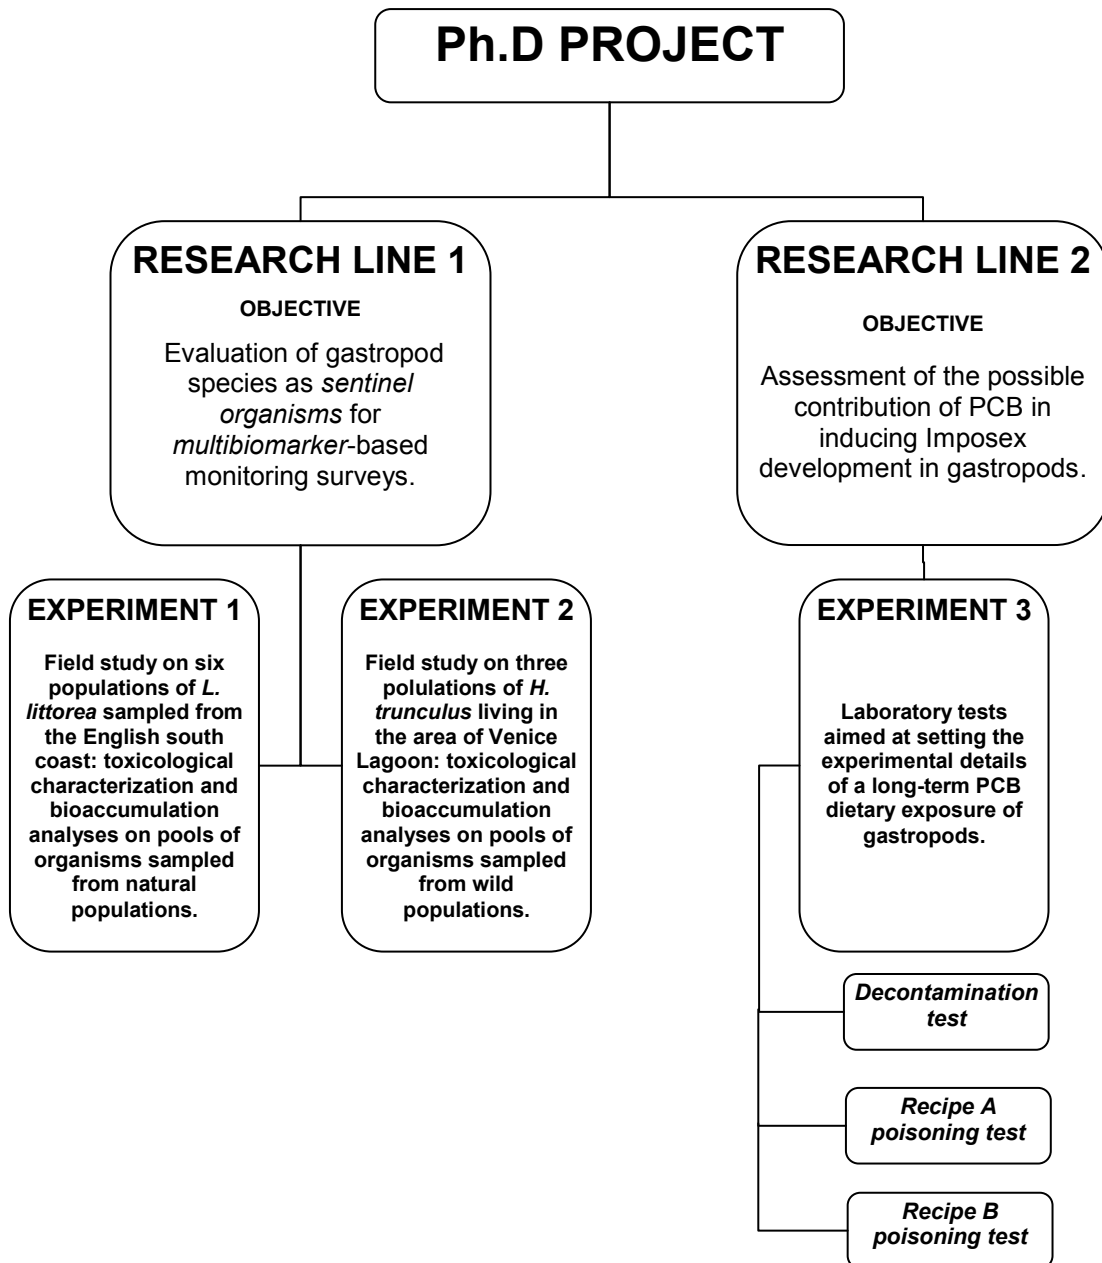 Ph.D PROJECT
RESEARCH LINE 1
OBJECTIVE
Evaluation of gastropod
species as sentinel
organisms for
multibiomarker-based
monitoring surveys.
RESEARCH LINE 2
OBJECTIVE
Assessment of the possible
contribution of PCB in
inducing Imposex
development in gastropods.
EXPERIMENT 1
Field study on six
populations of L.
littorea sampled from
the English south
coast: toxicological
characterization and
bioaccumulation
analyses on pools of
organisms sampled
from natural
populations.
EXPERIMENT 2
Field study on three
polulations of H.
trunculus living in
the area of Venice
Lagoon: toxicological
characterization and
bioaccumulation
analyses on pools of
organisms sampled
from wild
populations.
EXPERIMENT 3
Laboratory tests
aimed at setting the
experimental details
of a long-term PCB
dietary exposure of
gastropods.
Decontamination
test
Recipe A
poisoning test
Recipe B
poisoning test